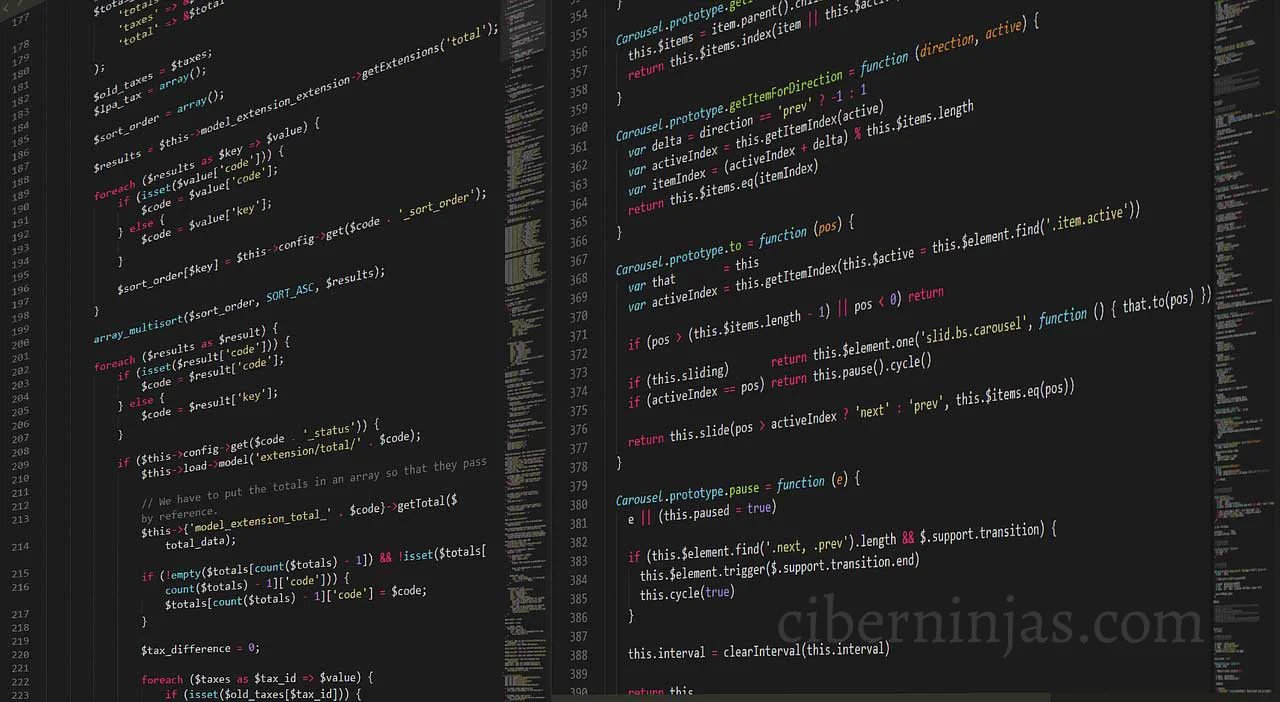 177
178
179
180
181
182
183
184
185
186
187
188
189
190
191
192
193
194
195
196
197
198
199
200
201
202
203
204
205
206
207
208
209
210
211
212
213
214
215
216
217
218
219
220
221
222
223
'taxes' => &$taxes
'total' => &$total
);
$old_taxes = $taxes;
$lpa_tax = array();
$sort_order = array();
$results = $this->model_extension_extension->getExtensions('total');
foreach ($results as $key => $value) {
if (isset($value['code'])) {
$code = $value['code'];
} else {
$code = $value['key'];
}
$sort_order[$key] = $this->config->get($code . '_sort_order');
}
array_multisort($sort_order, SORT_ASC, $results);
foreach ($results as $result) {
if (isset($result['code'])) {
$code = $result['code'];
} else {
$code = $result['key'];
}
if ($this->config->get($code . '_status')) {
$this->load->model('extension/total/' . $code);
// We have to put the totals in an array so that they pass
by reference.
$this->{'model_extension_total_' . $code}->getTotal($
total_data);
if (!empty($totals[count($totals) - 1]) && !isset($totals[
count($totals) - 1]['code'])) {
$totals[count($totals) - 1]['code'] = $code;
}
$tax_difference = 0;
foreach ($taxes as $tax_id => $value) {
if (isset($old_taxes[$tax_id])) {
354
355
356
357
358
359
360
361
362
363
364
365
366
367
368
369
370
371
372
373
374
375
376
377
378
379
380
381
382
383
384
385
386
387
388
389
390
}
this.$items = item.parent().
return this.$items.index(item || this.
}
Carousel.prototype.getItemForDirection = function (direction, active) {
var delta = direction == 'prev' ? -1 : 1
var activeIndex = this.getItemIndex(active)
var itemIndex = (activeIndex + delta) % this.$items.length
return this.$items.eq(itemIndex)
}
Carousel.prototype.to = function (pos) {
var that = this
var activeIndex = this.getItemIndex(this.$active = this.$element.find('.item.active'))
if (pos > (this.$items.length - 1) || pos < 0) return
if (this.sliding) return this.$element.one('slid.bs.carousel', function () { that.to(pos) })
if (activeIndex == pos) return this.pause().cycle()
return this.slide(pos > activeIndex ? 'next' : 'prev', this.$items.eq(pos))
}
Carousel.prototype.pause = function (e) {
e || (this.paused = true)
if (this.$element.find('.next, .prev').length && $.support.transition) {
this.$element.trigger($.support.transition.end)
this.cycle(true)
}
this.interval = clearInterval(this.interval)
return this
ciberninjas.com